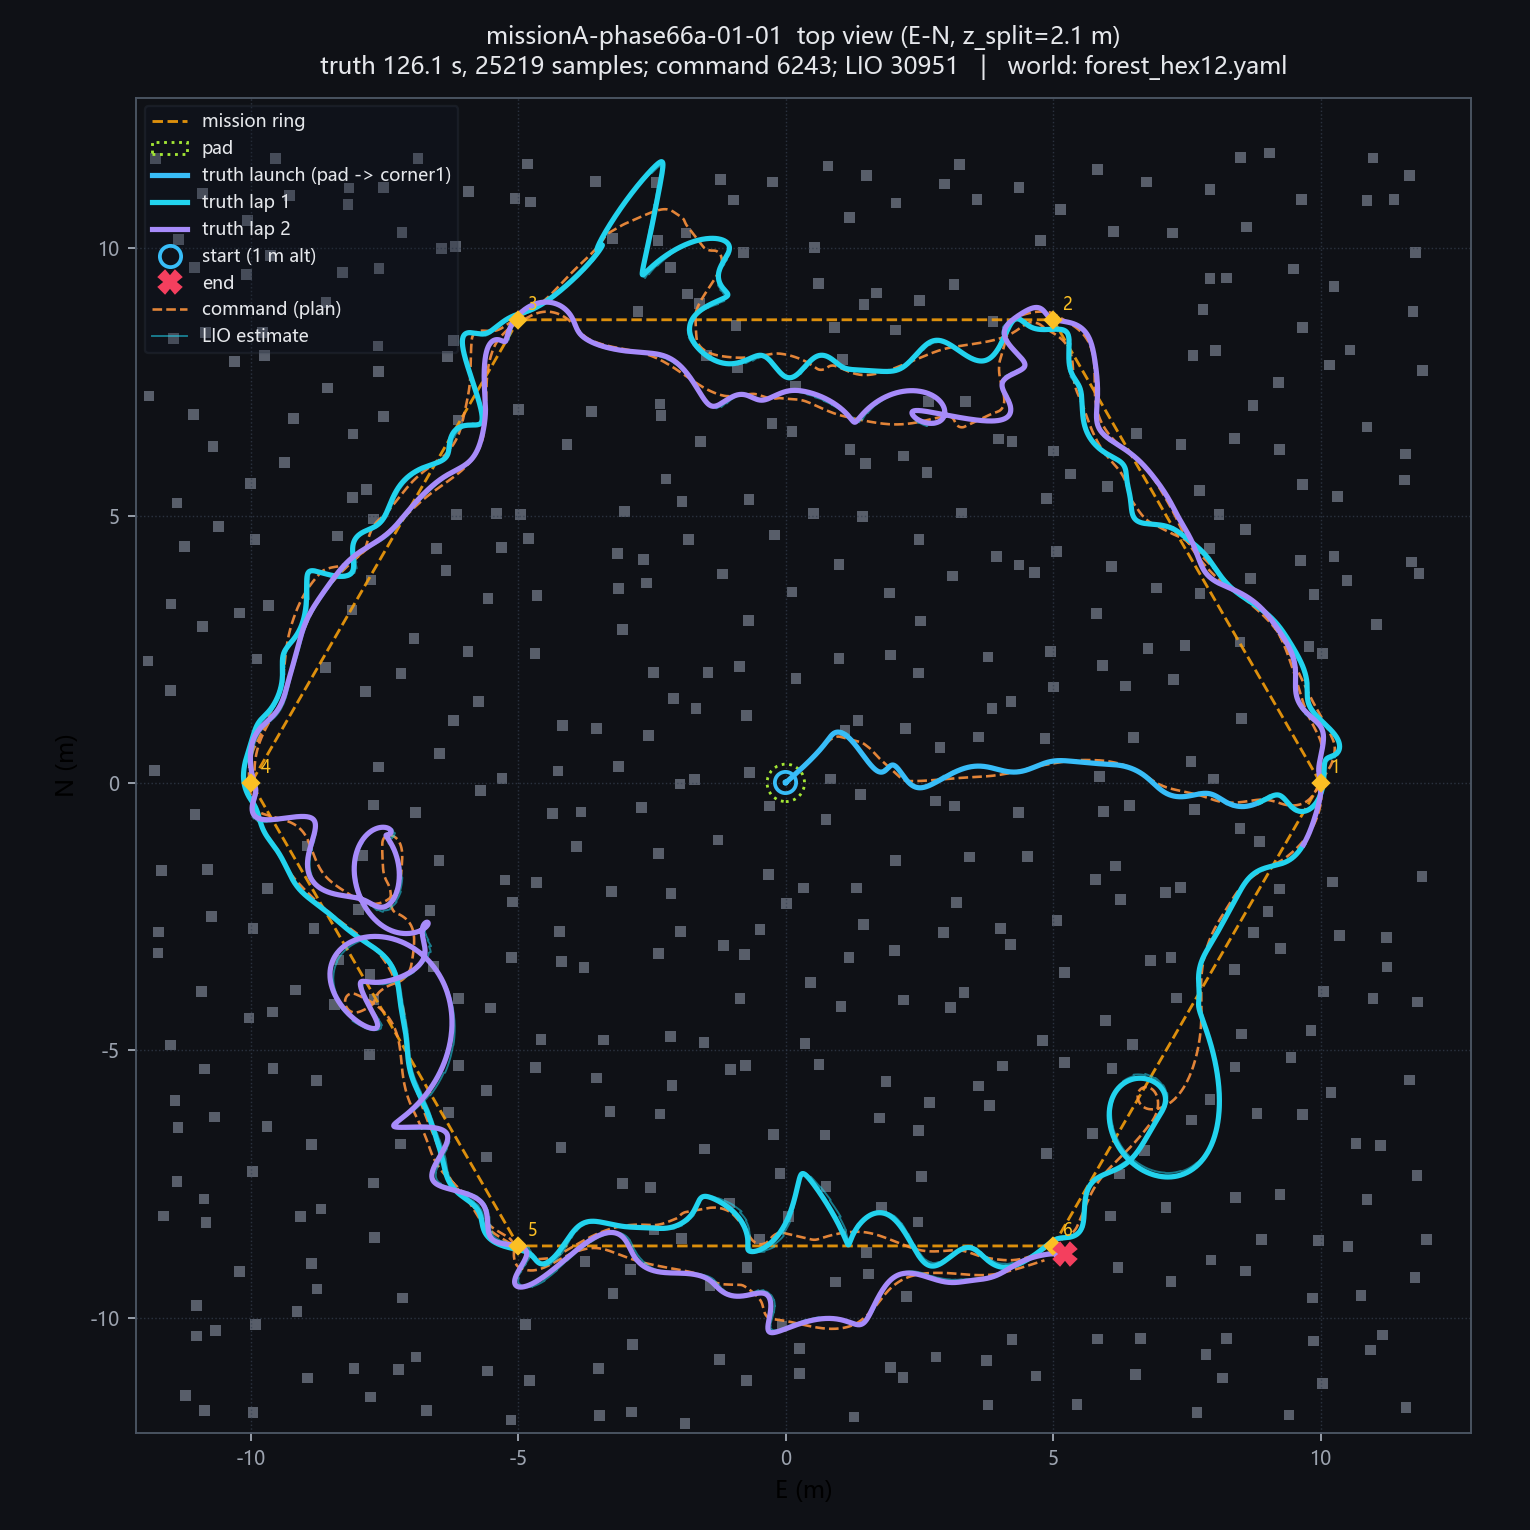 missionA-phase66a-01-01 top view (E-N, z_split=2.1 m)
truth 126.1 s, 25219 samples; command 6243; LIO 30951 | world: forest_hex12.yaml
mission ring
pad
truth launch (pad -> corner1)
truth lap 1
truth lap 2
start (1 m alt)
end
command (plan)
LIO estimate
3
2
4
1
5
6
10
5
0
-5
-10
N (m)
-10
-5
0
5
10
E (m)